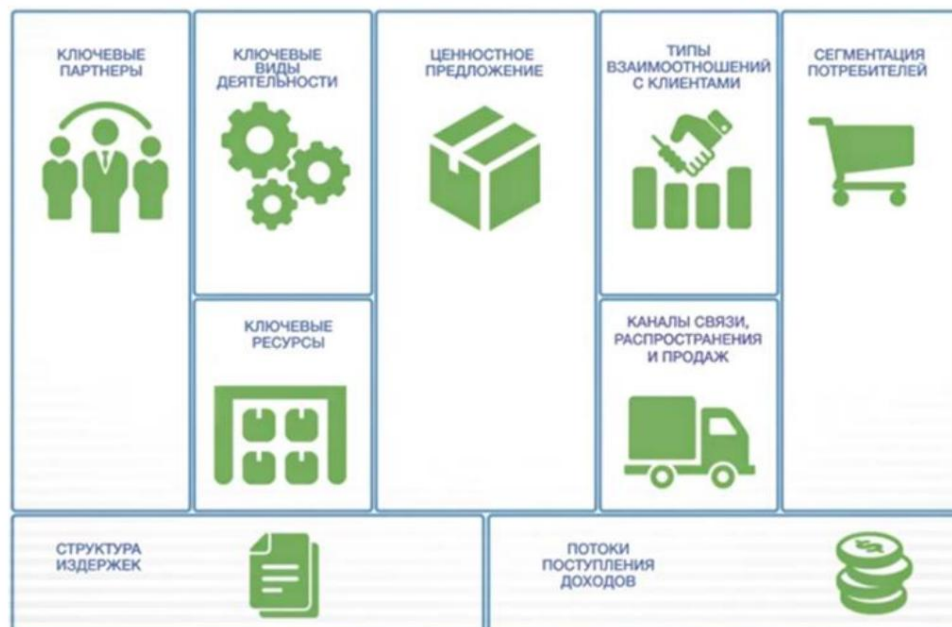 КЛЮЧЕВЫЕ
ПАРТНЕРЫ
КЛЮЧЕВЫЕ
ВИДЫ
ДЕЯТЕЛЬНОСТИ
ЦЕННОСТНОЕ
ПРЕДЛОЖЕНИЕ
ТИПЫ
ВЗАИМООТНОШЕНИЙ
С КЛИЕНТАМИ
СЕГМЕНТАЦИЯ
ПОТРЕБИТЕЛЕЙ
КЛЮЧЕВЫЕ
РЕСУРСЫ
КАНАЛЫ СВЯЗИ,
РАСПРОСТРАНЕНИЯ
И ПРОДАЖ
СТРУКТУРА
ИЗДЕРЖЕК
ПОТОКИ
ПОСТУПЛЕНИЯ
ДОХОДОВ
$